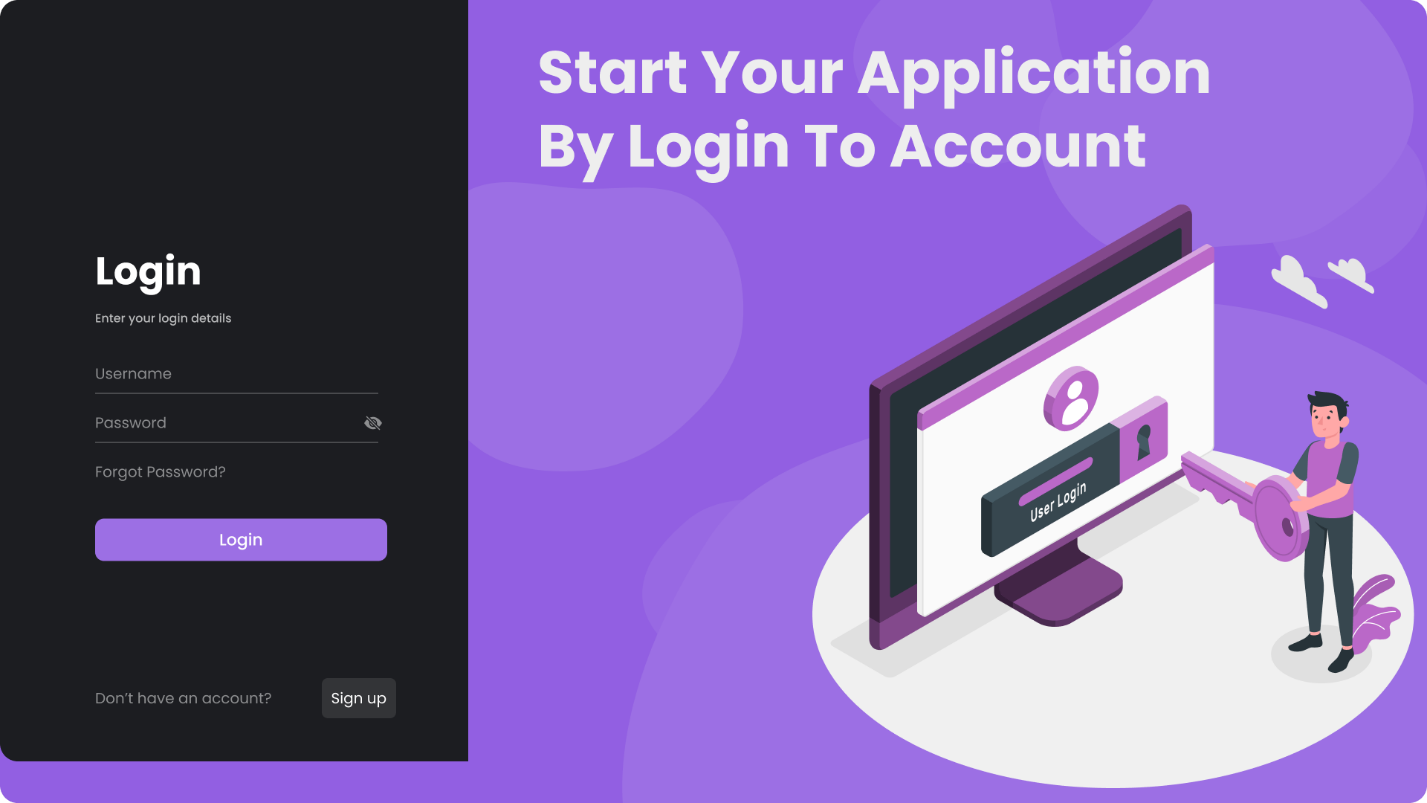 Start Your Application
By Login To Account
Login
Enter your login details
Username
Password
Forgot Password?
Login
Don’t have an account?
Sign up
User Login